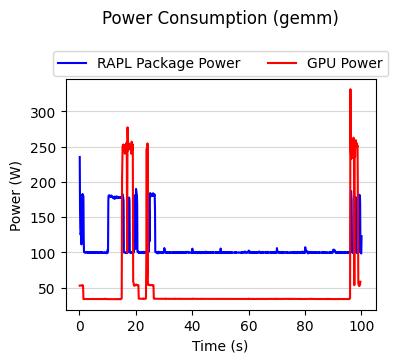 Power Consumption (gemm)
RAPL Package Power GPU Power
300
250
200
150
100
50
Power (W)
0 20 40 60 80 100
Time (s)